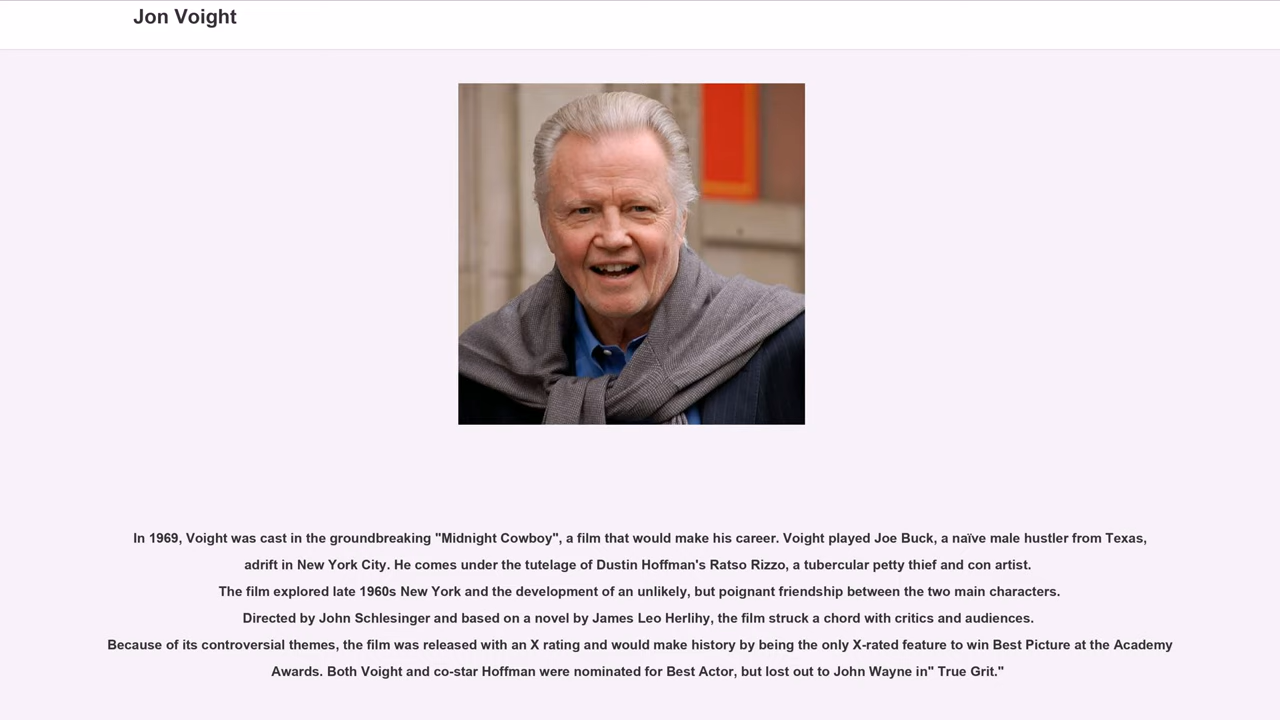 Jon Voight
In 1969, Voight was cast in the groundbreaking "Midnight Cowboy", a film that would make his career. Voight played Joe Buck, a naïve male hustler from Texas,
adrift in New York City. He comes under the tutelage of Dustin Hoffman's Ratso Rizzo, a tubercular petty thief and con artist.
The film explored late 1960s New York and the development of an unlikely, but poignant friendship between the two main characters.
Directed by John Schlesinger and based on a novel by James Leo Herlihy, the film struck a chord with critics and audiences.
Because of its controversial themes, the film was released with an X rating and would make history by being the only X-rated feature to win Best Picture at the Academy
Awards. Both Voight and co-star Hoffman were nominated for Best Actor, but lost out to John Wayne in" True Grit."